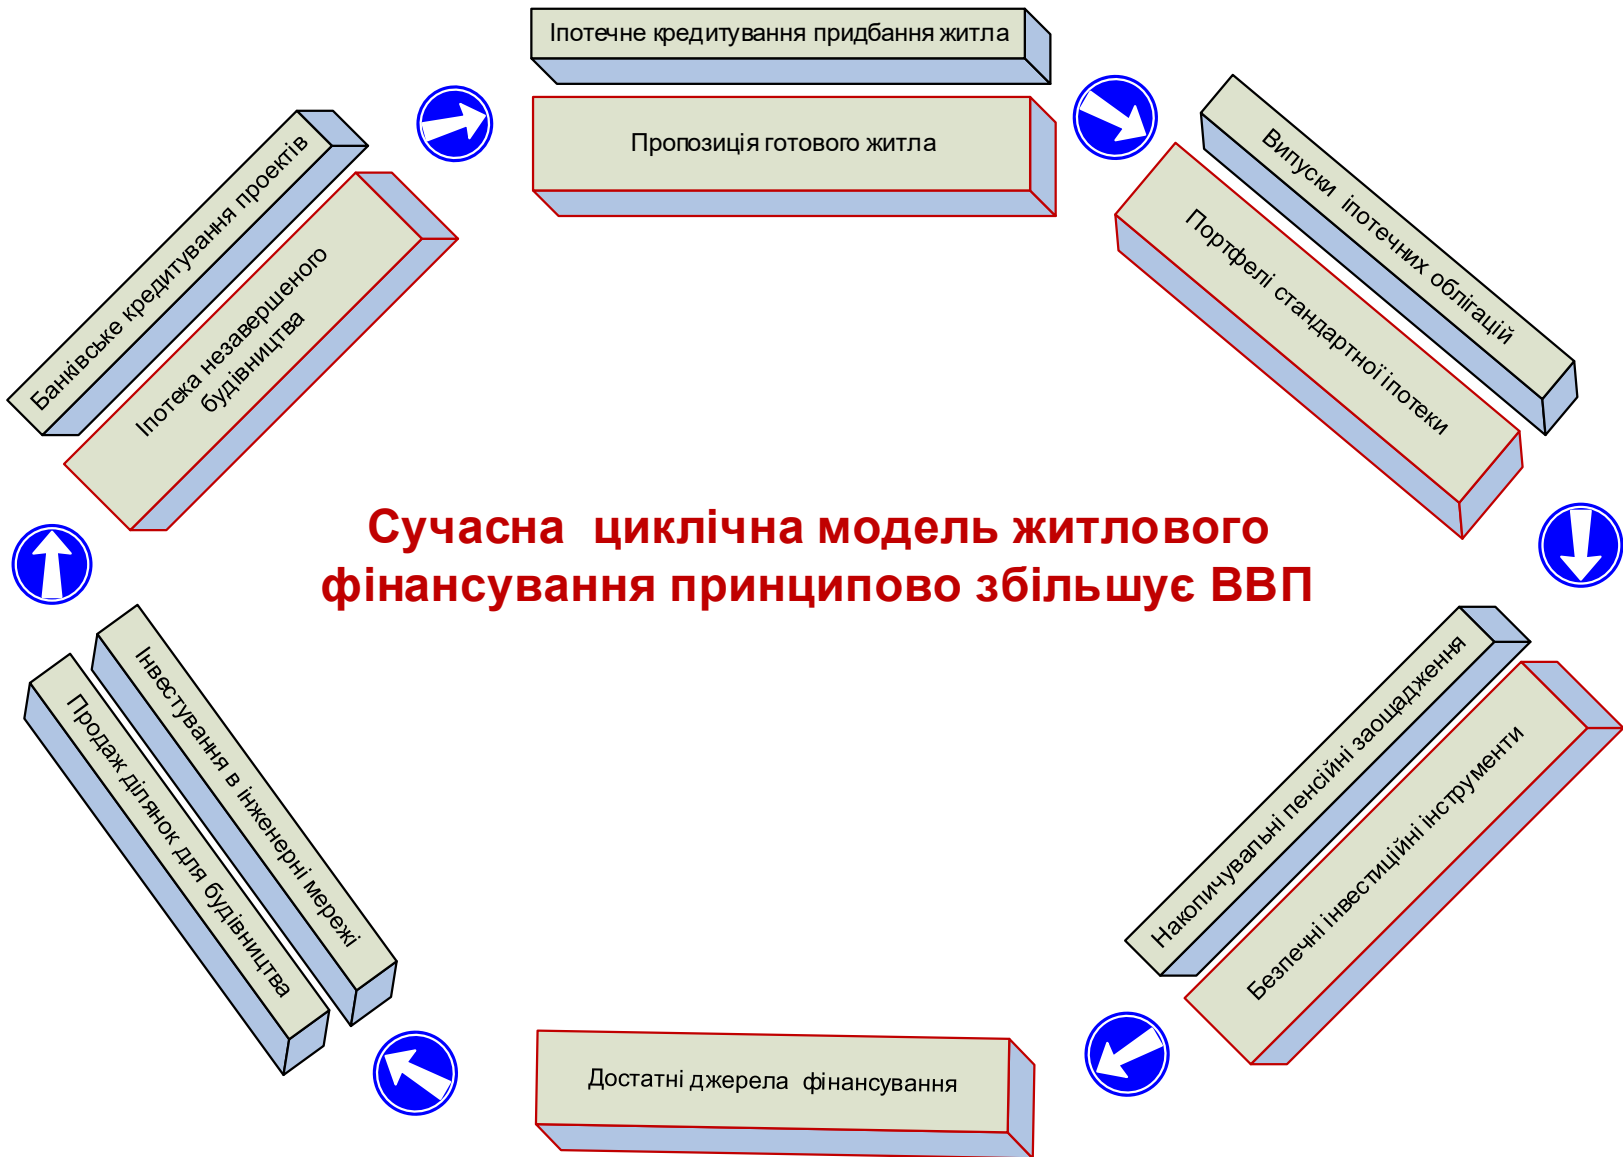 Іпотечне кредитування придбання житла
Пропозиція готового житла
Випуски іпотечних облігацій
Портфелі стандартної іпотеки
Банківське кредитування проектів
Іпотека незавершеного
будівництва
Сучасна циклічна модель житлового
фінансування принципово збільшує ВВП
Інвестування в інженерні мережі
Продаж ділянок для будівництва
Накопичувальні пенсійні заощадження
Безпечні інвестиційні інструменти
Достатні джерела фінансування